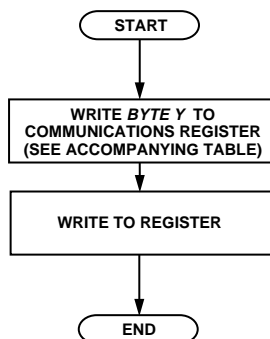 START
WRITE BYTE Y TO
COMMUNICATIONS REGISTER
(SEE ACCOMPANYING TABLE)
WRITE TO REGISTER
END